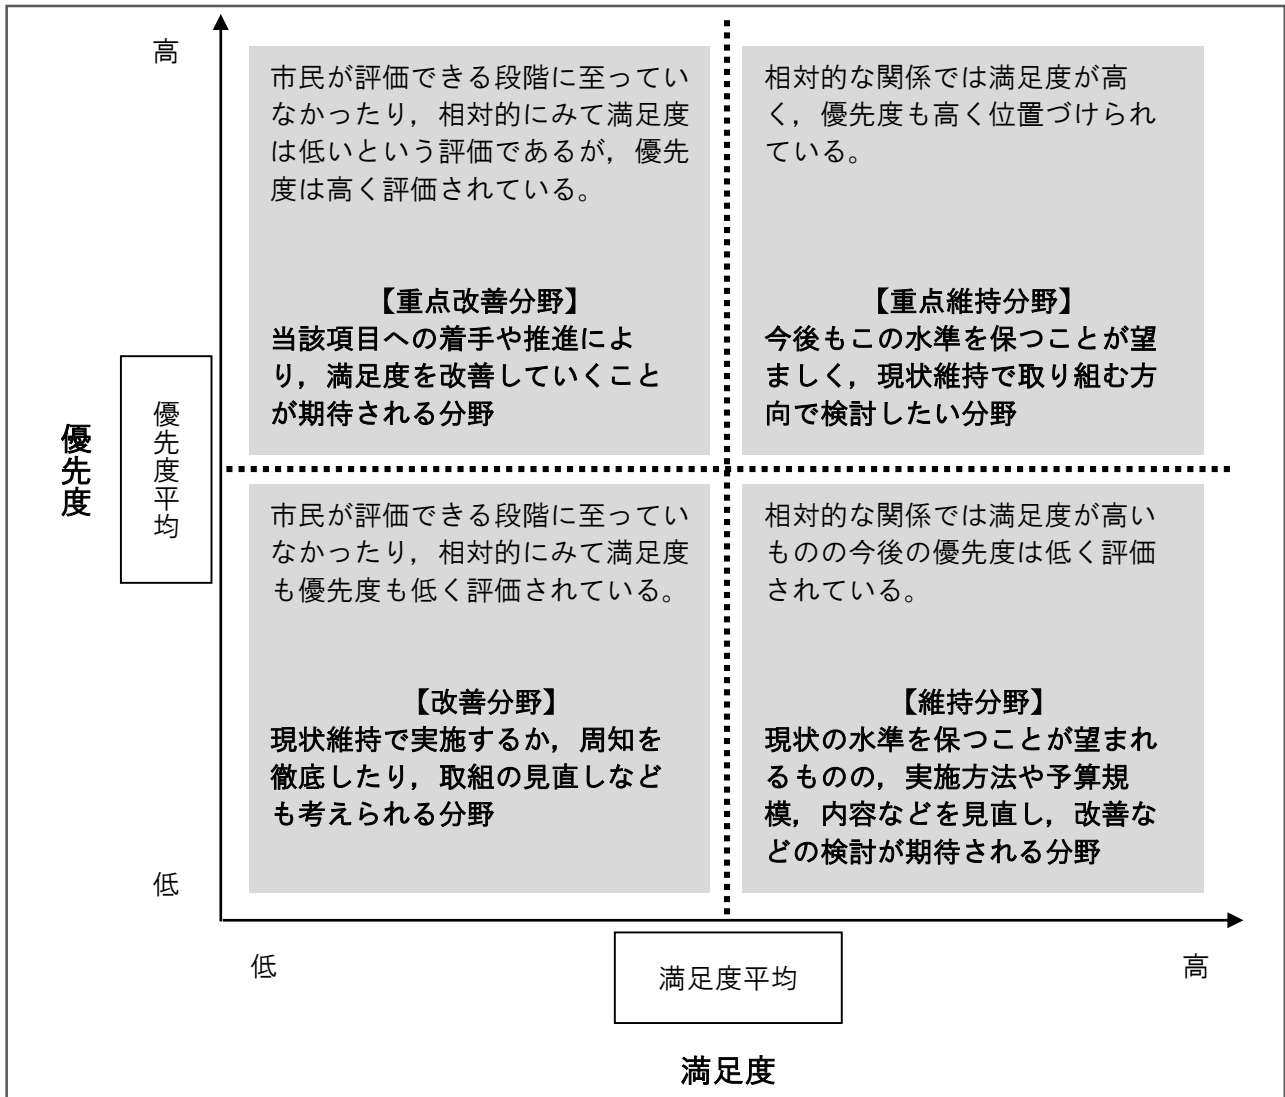 高
市民が評価できる段階に至ってい
なかったり，相対的にみて満足度
は低いという評価であるが，優先
度は高く評価されている。
【重点改善分野】
当該項目への着手や推進によ
り，満足度を改善していくこと
が期待される分野
相対的な関係では満足度が高
く，優先度も高く位置づけられ
ている。
【重点維持分野】
今後もこの水準を保つことが望
ましく，現状維持で取り組む方
向で検討したい分野
優先度
優先度平均
市民が評価できる段階に至ってい
なかったり，相対的にみて満足度
も優先度も低く評価されている。
【改善分野】
現状維持で実施するか，周知を
徹底したり，取組の見直しなど
も考えられる分野
相対的な関係では満足度が高い
ものの今後の優先度は低く評価
されている。
【維持分野】
現状の水準を保つことが望まれ
るものの，実施方法や予算規
模，内容などを見直し，改善な
どの検討が期待される分野
低
低
満足度平均
高
満足度